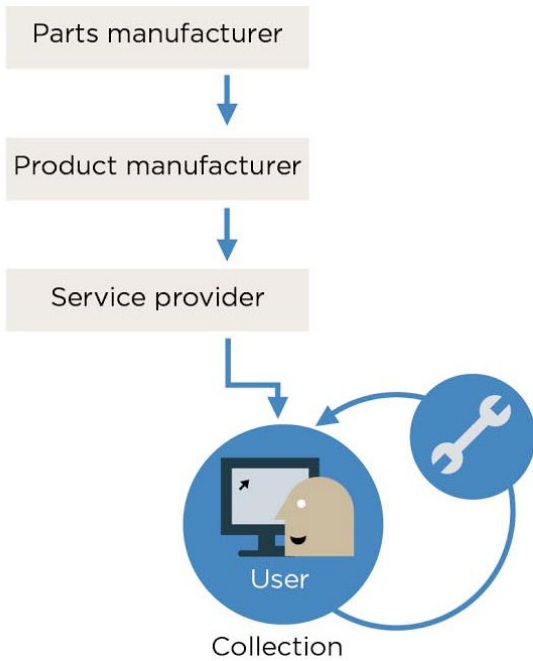 Parts manufacturer
Product manufacturer
Service provider
User
Collection